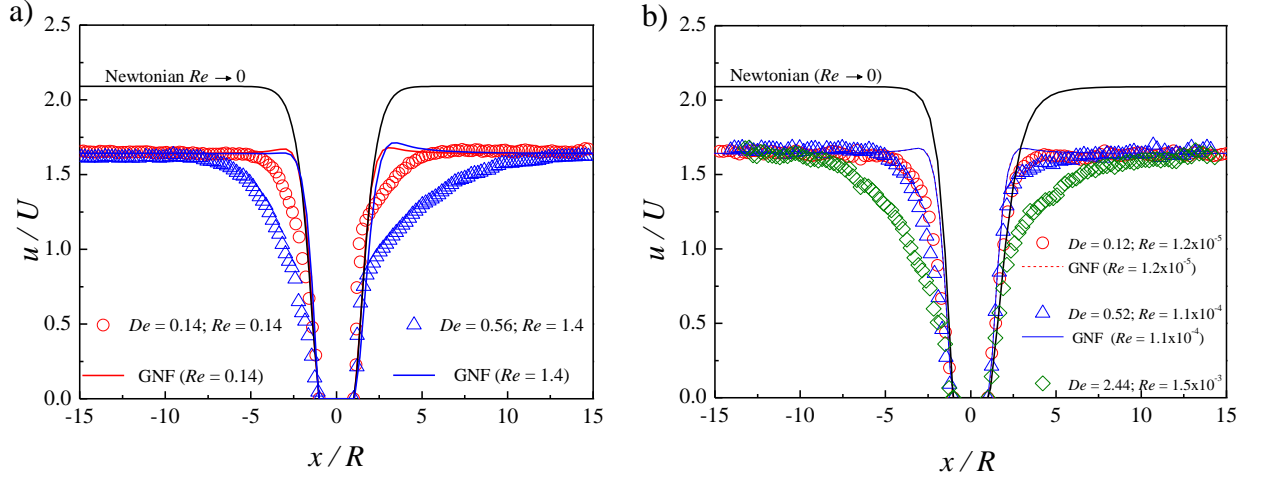 a)
2.5
2.0
1.5
1.0
0.5
0.0
u / U
Newtonian Re → 0
De = 0.14; Re = 0.14
De = 0.56; Re = 1.4
GNF (Re = 0.14)
GNF (Re = 1.4)
-15 -10 -5 0 5 10 15
x / R
b)
2.5
2.0
1.5
1.0
0.5
0.0
u / U
Newtonian (Re → 0)
De = 0.12; Re = 1.2x10⁻⁵
GNF (Re = 1.2x10⁻⁵)
De = 0.52; Re = 1.1x10⁻⁴
GNF (Re = 1.1x10⁻⁴)
De = 2.44; Re = 1.5x10⁻³
-15 -10 -5 0 5 10 15
x / R